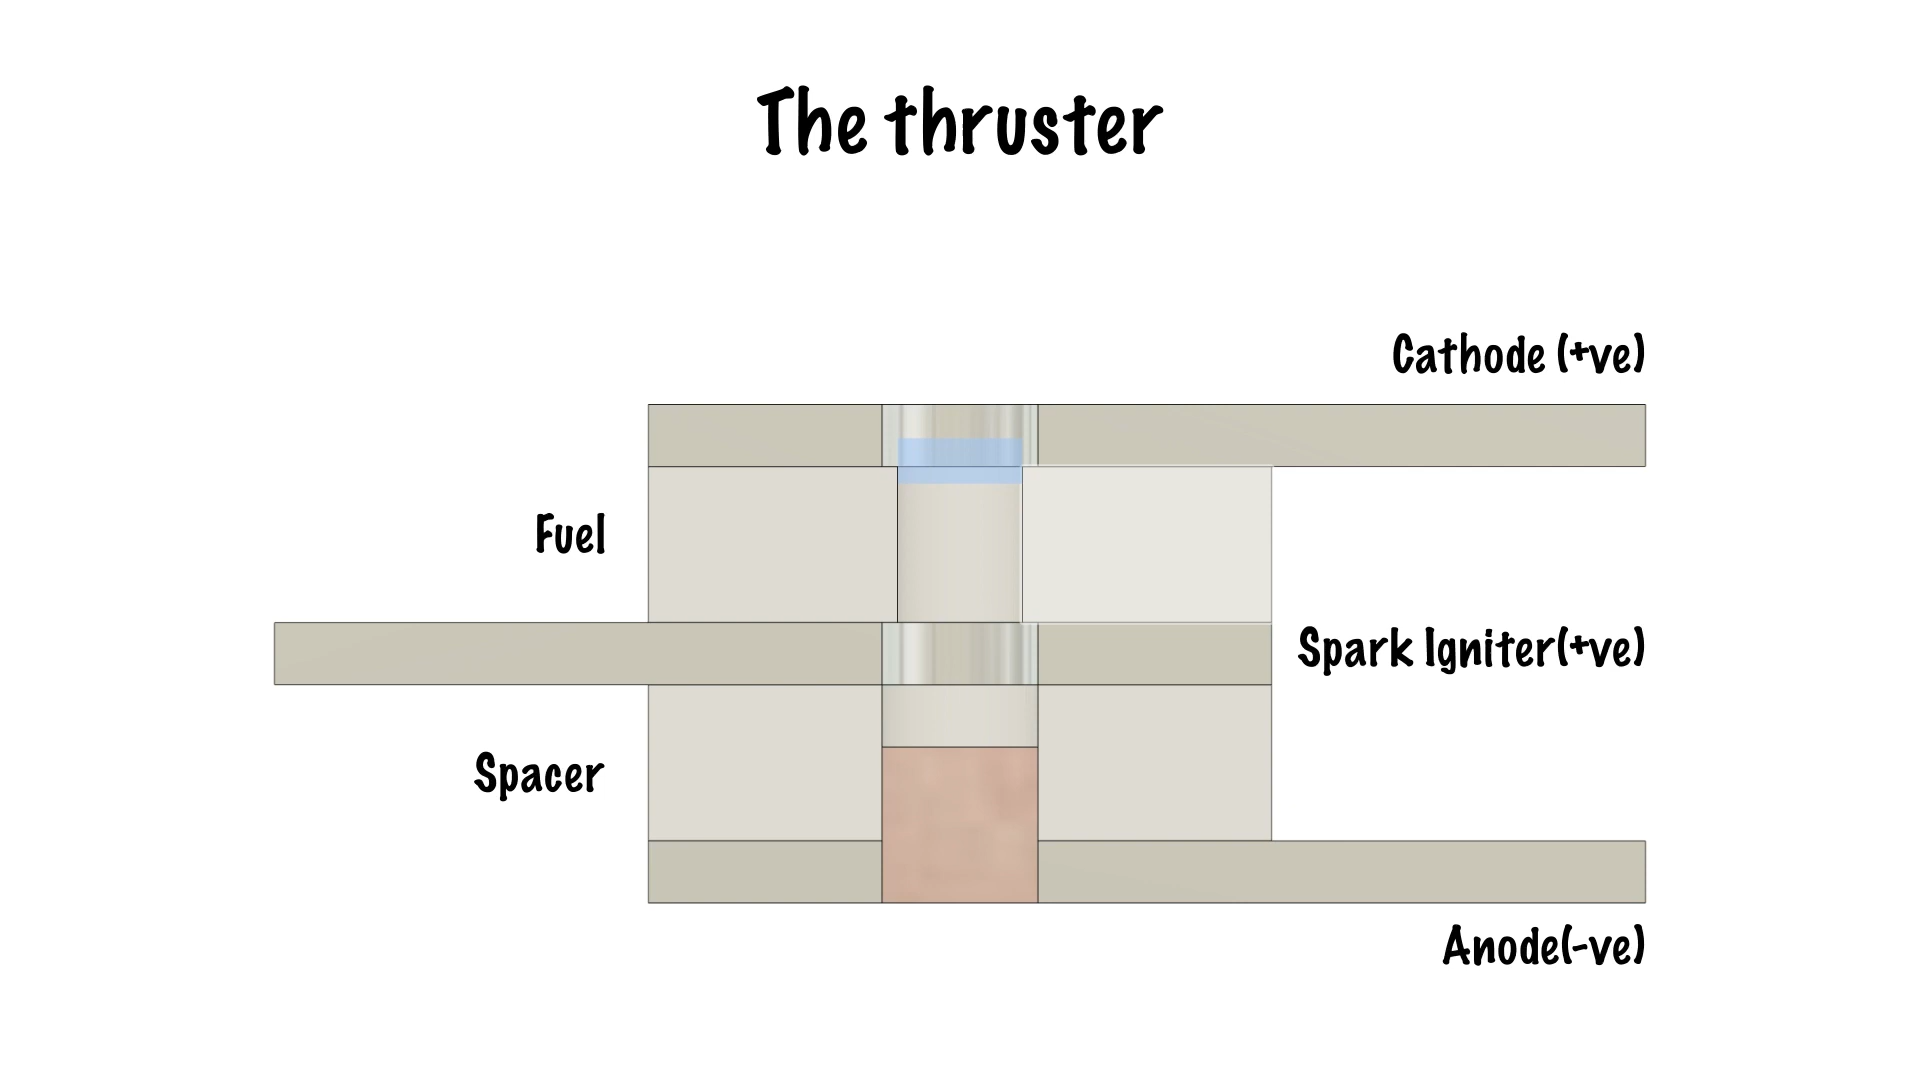 The thruster
Cathode (+ve)
Fuel
Spark Igniter(+ve)
Spacer
Anode(-ve)